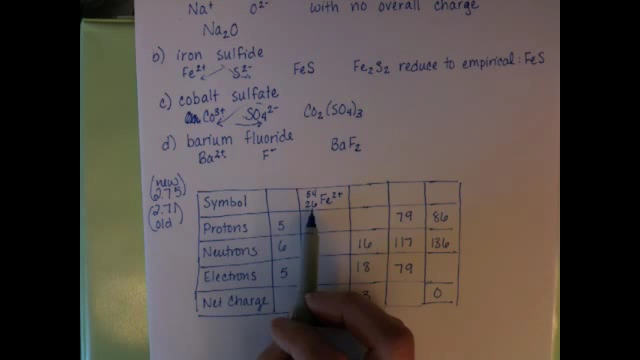 Na⁺ O²⁻ with no overall charge
Na₂O
b) iron sulfide
Fe²⁺ S²⁻ FeS Fe₂S₂ reduce to empirical: FeS
c) cobalt sulfate
Co³⁺ SO₄²⁻ Co₂(SO₄)₃
d) barium fluoride
Ba²⁺ F⁻ BaF₂
(new) 2.75
2.71 (old)
Symbol ⁵⁴₂₆Fe²⁺
Protons 5 79 86
Neutrons 6 16 117 136
Electrons 5 18 79
Net Charge 0